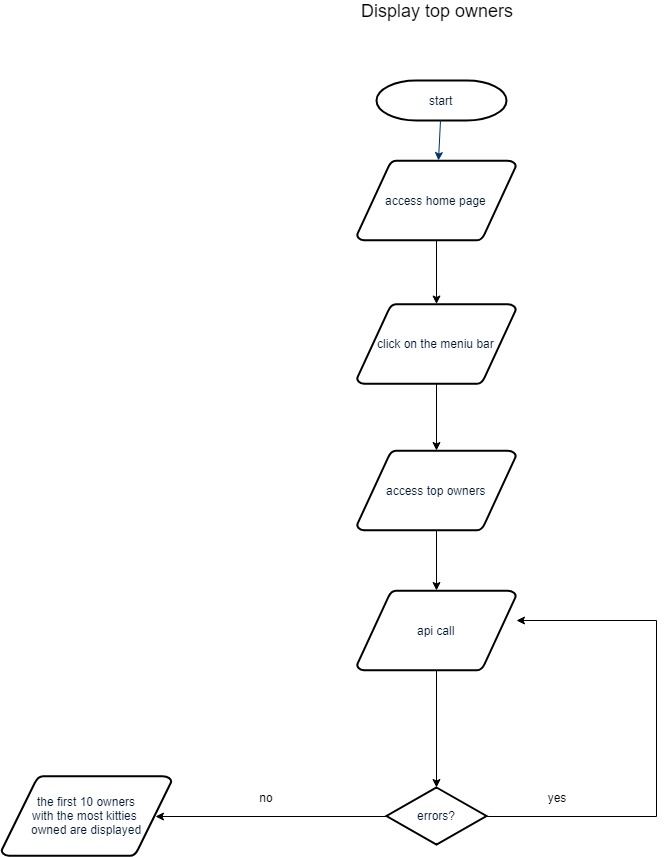 Display top owners
start
access home page
click on the meniu bar
access top owners
api call
no
yes
the first 10 owners
with the most kitties
owned are displayed
errors?